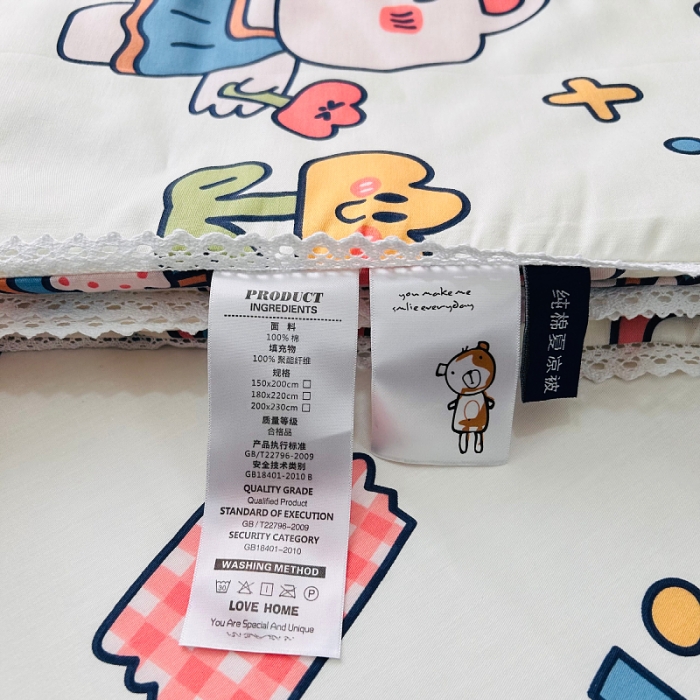 PRODUCT
INGREDIENTS
面 料
100% 棉
填充物
100% 聚酯纤维
规格
150x200cm
180x220cm
200x230cm
质量等级
合格品
产品执行标准
GB/T22796-2009
安全技术类别
GB18401-2010 B
QUALITY GRADE
Qualified Product
STANDARD OF EXECUTION
GB / T22796-2009
SECURITY CATEGORY
GB18401-2010
WASHING METHOD
30
P
LOVE HOME
You Are Special And Unique
you make me
smlie everyday
纯棉夏凉被